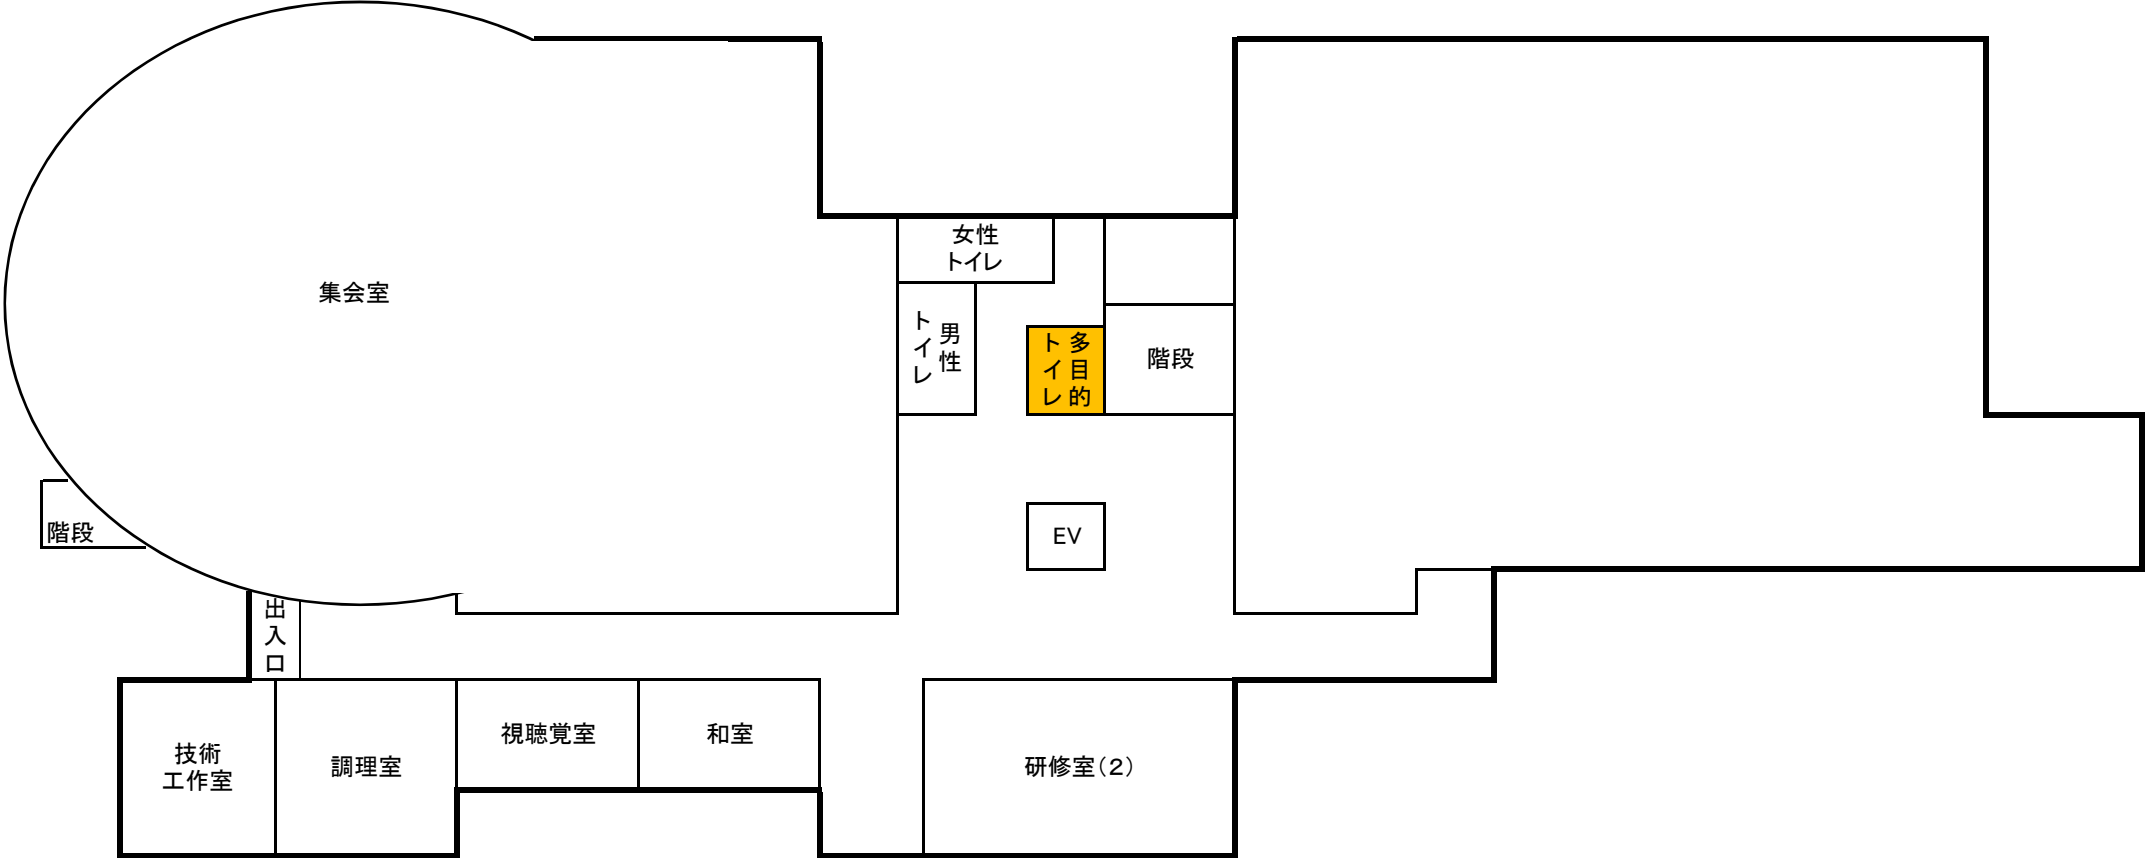 女性
トイレ
集会室
男性
トイレ
多目的
トイレ
階段
階段
EV
出入口
技術
工作室
調理室
視聴覚室
和室
研修室（２）